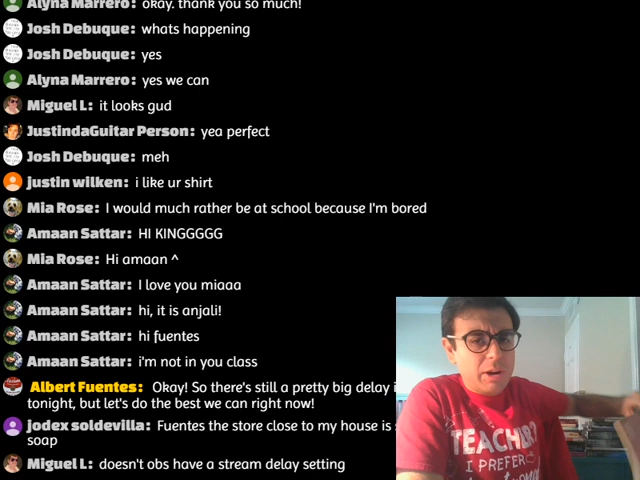 Alyna Marrero: okay. thank you so much!
Josh Debuque: whats happening
Josh Debuque: yes
Alyna Marrero: yes we can
Miguel L: it looks gud
JustindaGuitar Person: yea perfect
Josh Debuque: meh
justin wilken: i like ur shirt
Mia Rose: I would much rather be at school because I'm bored
Amaan Sattar: HI KINGGGGG
Mia Rose: Hi amaan ^
Amaan Sattar: I love you miaaa
Amaan Sattar: hi, it is anjali!
Amaan Sattar: hi fuentes
Amaan Sattar: i'm not in you class
Albert Fuentes: Okay! So there's still a pretty big delay
tonight, but let's do the best we can right now!
jodex soldevilla: Fuentes the store close to my house is
soap
Miguel L: doesn't obs have a stream delay setting
TEACHER?
I PREFER